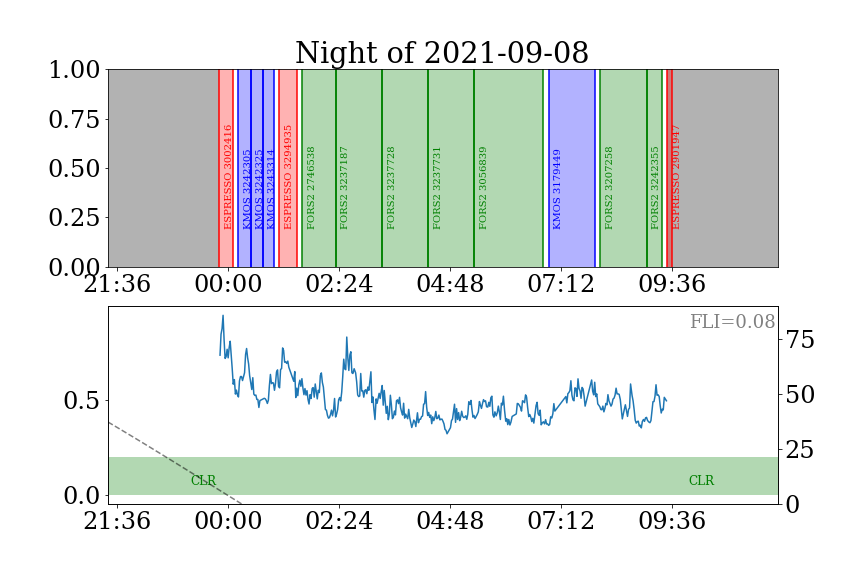 Night of 2021-09-08
1.00
0.75
0.50
0.25
0.00
ESPRESSO 3002416
KMOS 3242305
KMOS 3242325
KMOS 3243314
ESPRESSO 3294935
FORS2 2746538
FORS2 3237187
FORS2 3237728
FORS2 3237731
FORS2 3056839
KMOS 3179449
FORS2 3207258
FORS2 3242355
ESPRESSO 2901947
21:36 00:00 02:24 04:48 07:12 09:36
FLI=0.08
75
0.5 50
25
CLR CLR
0.0 0
21:36 00:00 02:24 04:48 07:12 09:36